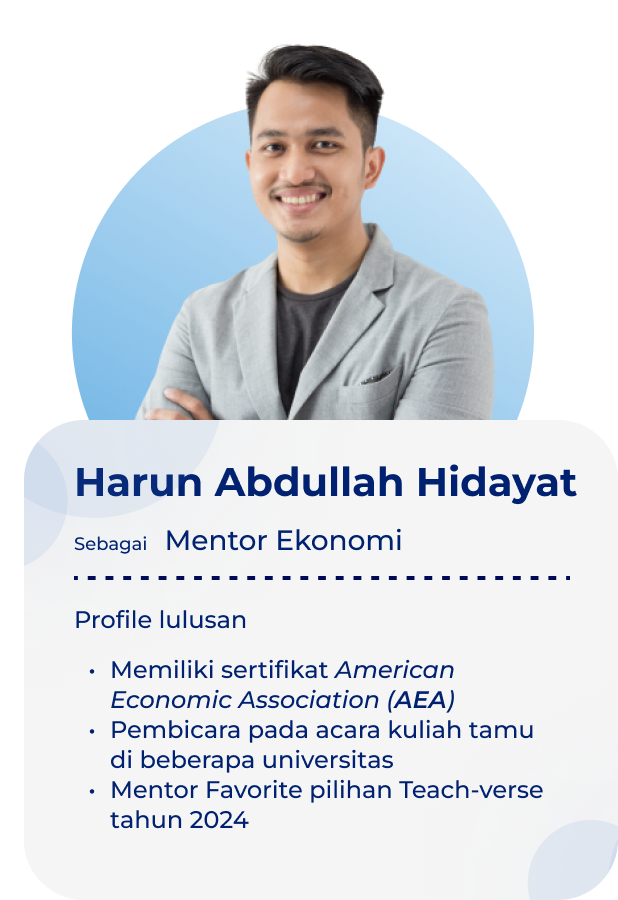 Harun Abdullah Hidayat
Sebagai Mentor Ekonomi
Profile lulusan
• Memiliki sertifikat American
Economic Association (AEA)
• Pembicara pada acara kuliah tamu
di beberapa universitas
• Mentor Favorite pilihan Teach-verse
tahun 2024